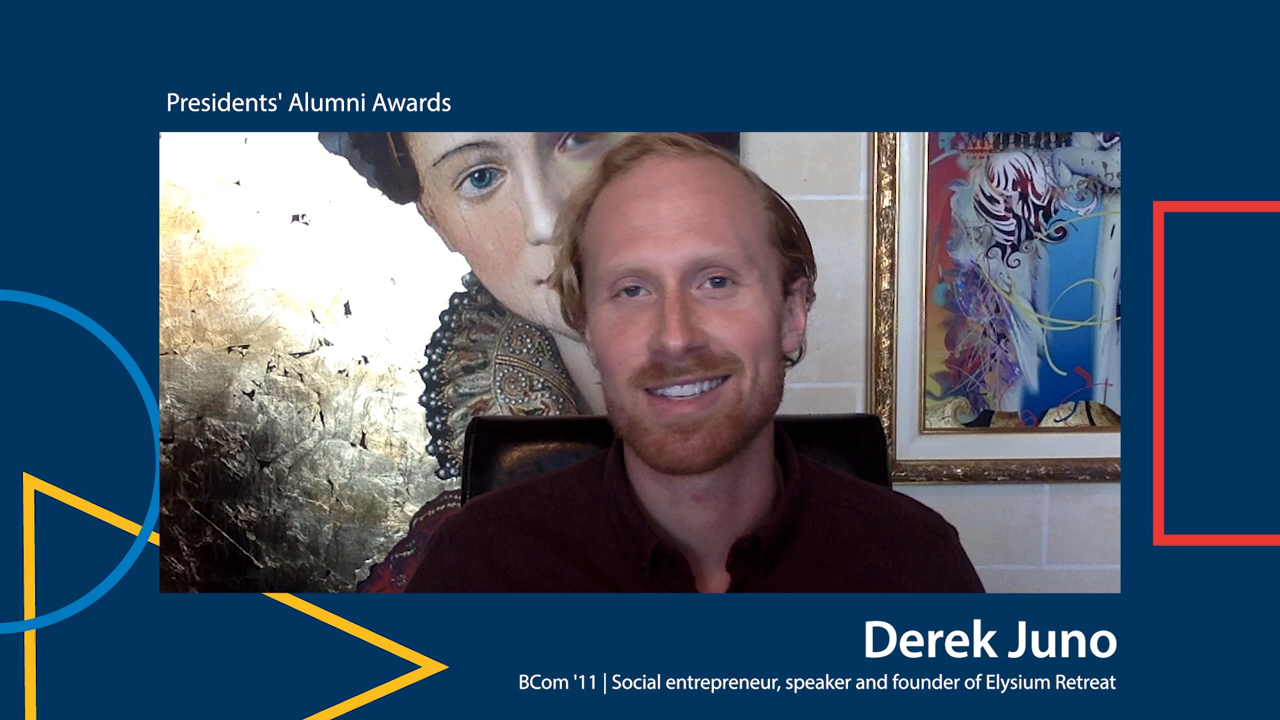 Presidents' Alumni Awards
Derek Juno
BCom '11 | Social entrepreneur, speaker and founder of Elysium Retreat